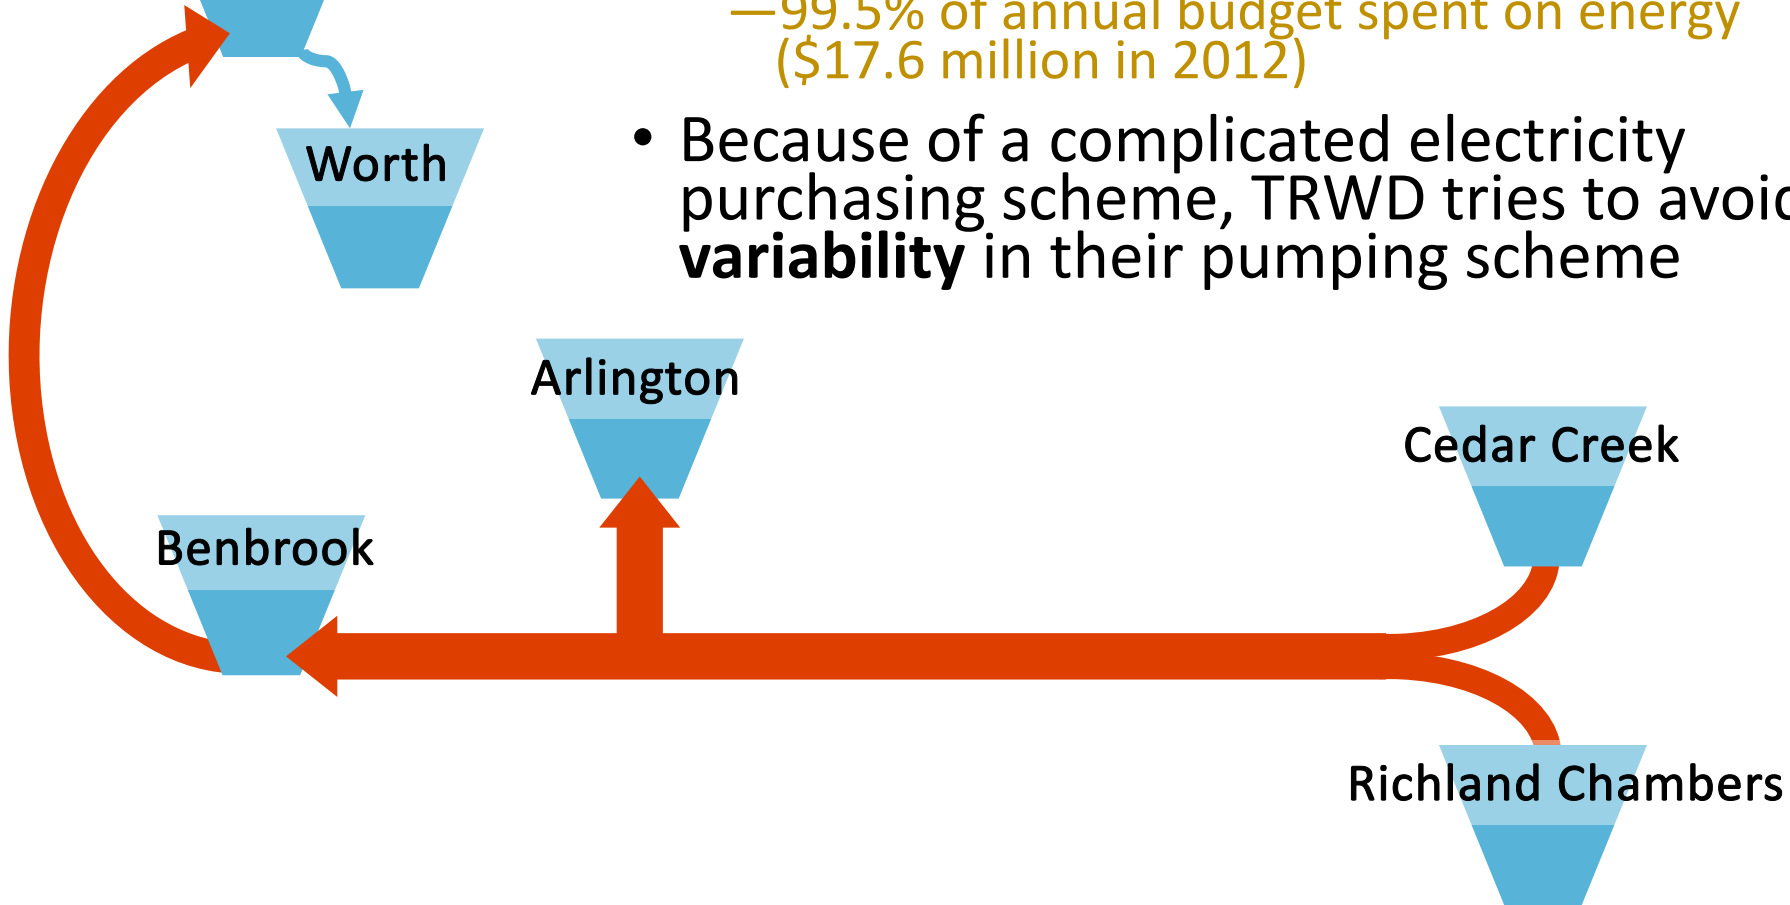 —99.5% of annual budget spent on energy
($17.6 million in 2012)
• Because of a complicated electricity
purchasing scheme, TRWD tries to avoid
variability in their pumping scheme
Worth
Arlington
Cedar Creek
Benbrook
Richland Chambers